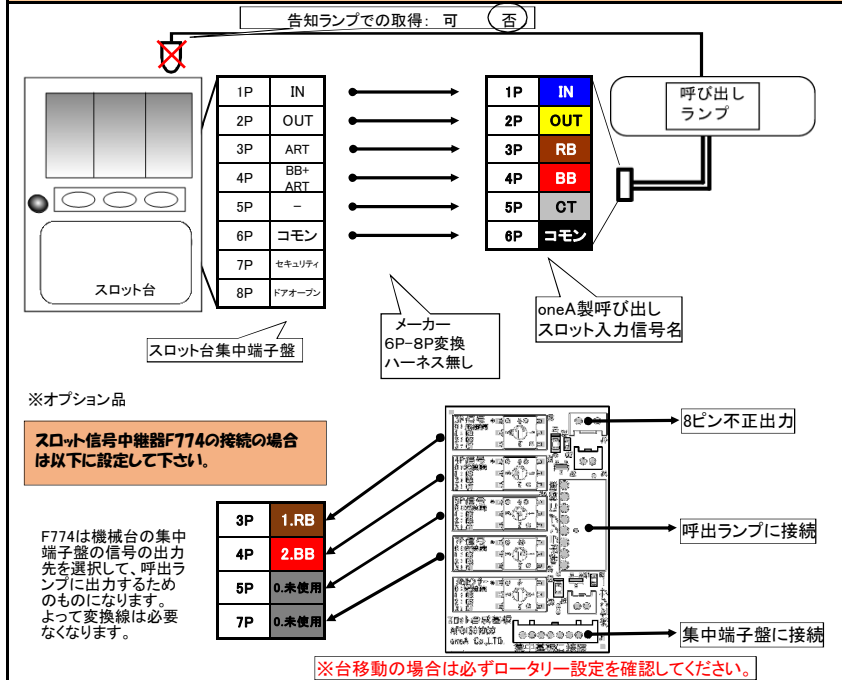 告知ランプでの取得: 可 否
1P IN
2P OUT
3P ART
4P BB+
ART
5P －
6P コモン
7P セキュリティ
8P ドアオープン
1P IN
2P OUT
3P RB
4P BB
5P CT
6P コモン
呼び出し
ランプ
スロット台
スロット台集中端子盤
メーカー
6P-8P変換
ハーネス無し
oneA製呼び出し
スロット入力信号名
※オプション品
スロット信号中継器F774の接続の場合
は以下に設定して下さい。
F774は機械台の集中
端子盤の信号の出力
先を選択して、呼出ラ
ンプに出力するため
のものになります。
よって変換線は必要
なくなります。
3P 1.RB
4P 2.BB
5P 0.未使用
7P 0.未使用
8ピン不正出力
呼出ランプに接続
集中端子盤に接続
oneA Co.,LTD
※台移動の場合は必ずロータリー設定を確認してください。